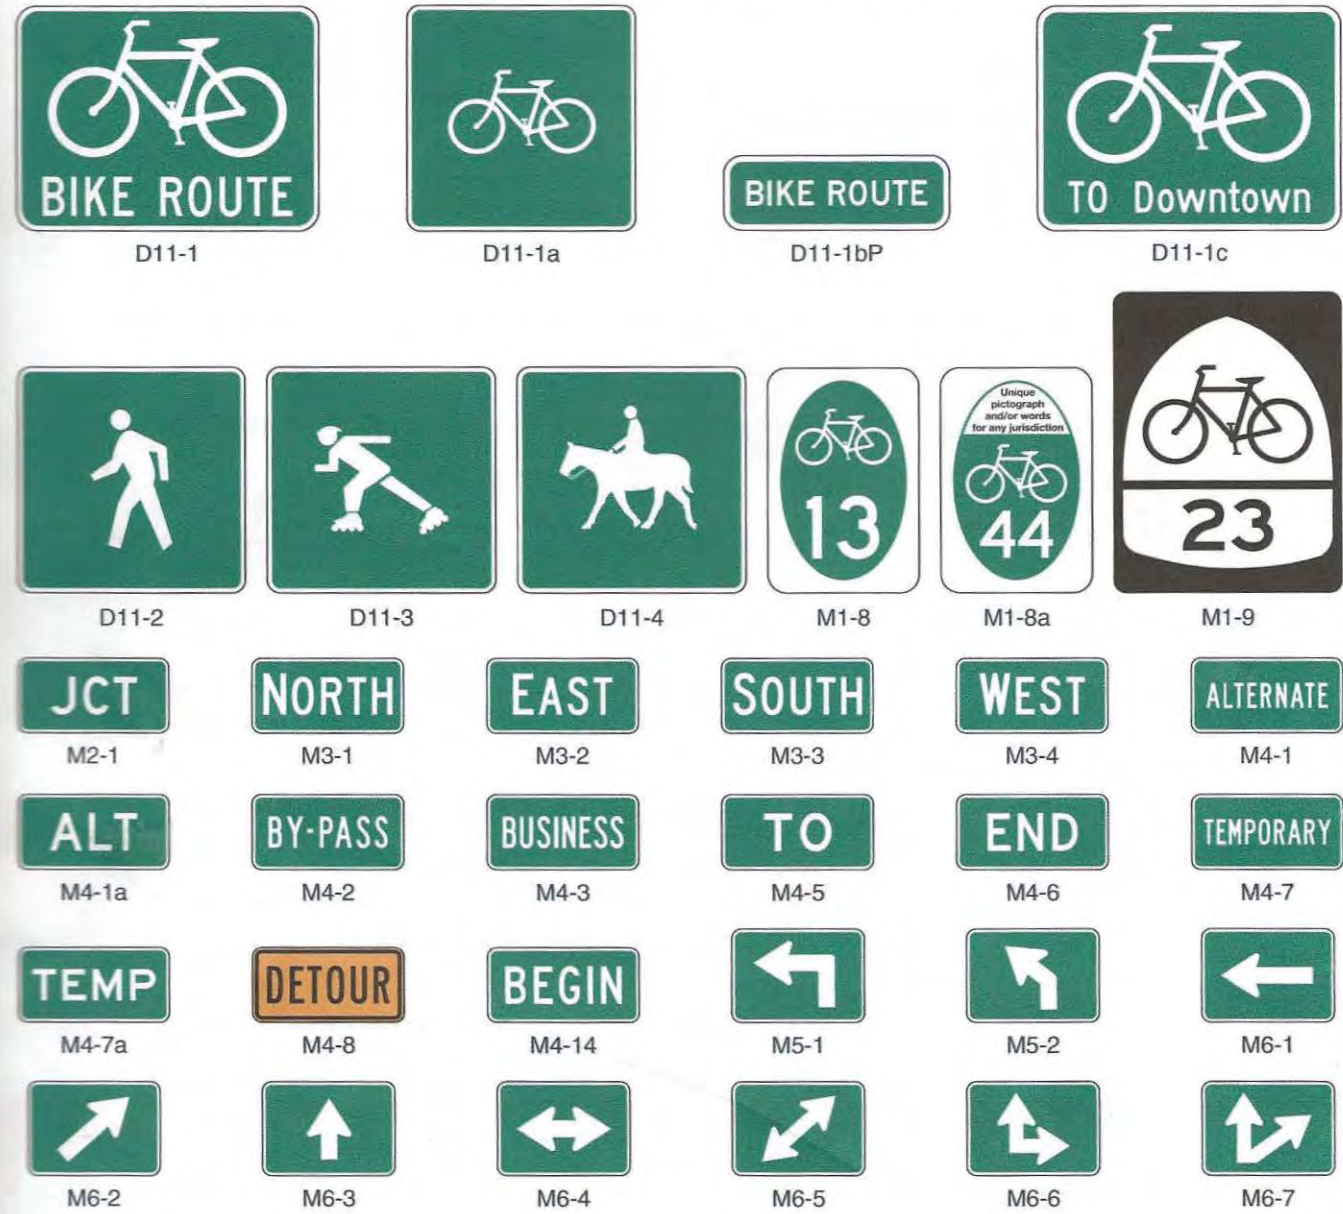 BIKE ROUTE
BIKE ROUTE
TO Downtown
D11-1
D11-1a
D11-1bP
D11-1c
Unique
pictograph
and/or words
for any jurisdiction
13
44
23
D11-2
D11-3
D11-4
M1-8
M1-8a
M1-9
JCT
NORTH
EAST
SOUTH
WEST
ALTERNATE
M2-1
M3-1
M3-2
M3-3
M3-4
M4-1
ALT
BY-PASS
BUSINESS
TO
END
TEMPORARY
M4-1a
M4-2
M4-3
M4-5
M4-6
M4-7
TEMP
DETOUR
BEGIN
M4-7a
M4-8
M4-14
M5-1
M5-2
M6-1
M6-2
M6-3
M6-4
M6-5
M6-6
M6-7